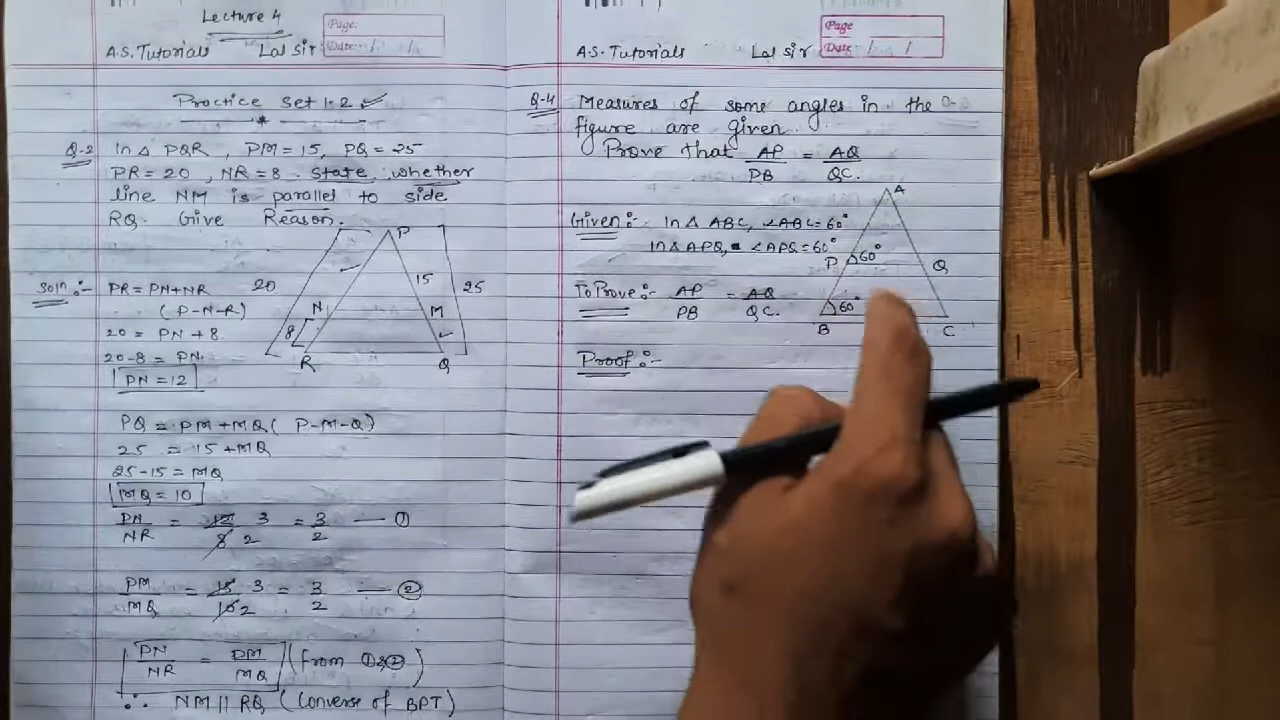 Lecture 4
Page:
Date: / /
A.S. Tutorials Lal Sir
Practice Set 1.2 ✓
Q-2 In △ PQR, PM = 15, PQ = 25
PR = 20, NR = 8. State whether
line NM is parallel to side
RQ. Give Reason.
P
20
15
25
N
M
8
R
Q
Soln:- PR = PN + NR
(P-N-R)
20 = PN + 8
20-8 = PN.
PN = 12
PQ = PM + MQ ( P-M-Q)
25 = 15 + MQ
25-15 = MQ
MQ = 10
PN/NR = 12/8 3/2 = 3/2 — ①
PM/MQ = 15/10 3/2 = 3/2 — ②
PN/NR = PM/MQ (from ①&②)
∴ NM || RQ (Converse of BPT)
A.S. Tutorials Lal Sir
Page:
Date: / /
Q-4 Measures of some angles in the
figure are given.
Prove that AP/PB = AQ/QC.
Given:- In △ ABC, ∠ABC = 60°
In △ APQ, ∠APQ = 60°
To Prove:- AP/PB = AQ/QC.
A
P
60°
Q
60°
B
C
Proof:-